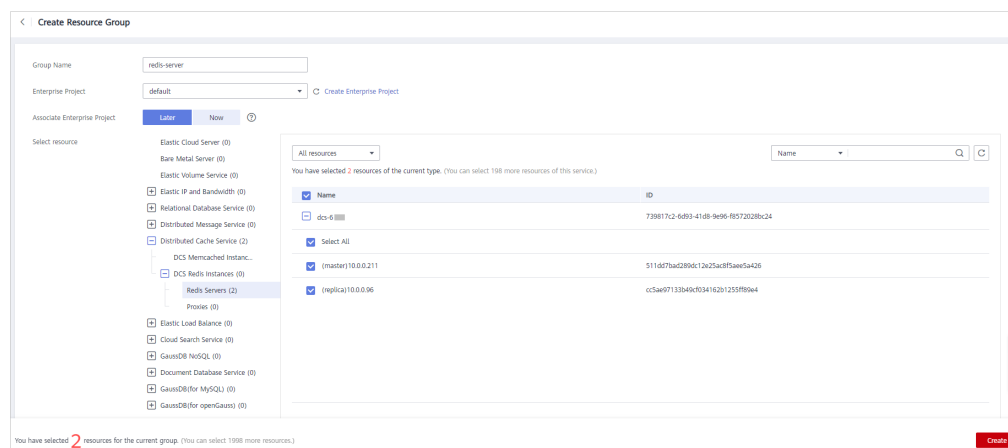 Create Resource Group
Group Name redis-server
Enterprise Project default Create Enterprise Project
Associate Enterprise Project Later Now
Select resource
Elastic Cloud Server (0)
Bare Metal Server (0)
Elastic Volume Service (0)
Elastic IP and Bandwidth (0)
Relational Database Service (0)
Distributed Message Service (0)
Distributed Cache Service (2)
DCS Memcached Instanc...
DCS Redis Instances (0)
Redis Servers (2)
Proxies (0)
Elastic Load Balance (0)
Cloud Search Service (0)
GaussDB NoSQL (0)
Document Database Service (0)
GaussDB(for MySQL) (0)
GaussDB(for openGauss) (0)
All resources Name
You have selected 2 resources of the current type. (You can select 198 more resources of this service.)
Name ID
dcs-6 739817c2-6d93-41d8-9e96-f8572028bc24
Select All
(master)10.0.0.211 511dd7bad289dc12e25ac8f5aee5a426
(replica)10.0.0.96 cc5ae97133b49cf034162b1255ff89e4
You have selected 2 resources for the current group. (You can select 1998 more resources.)
Create